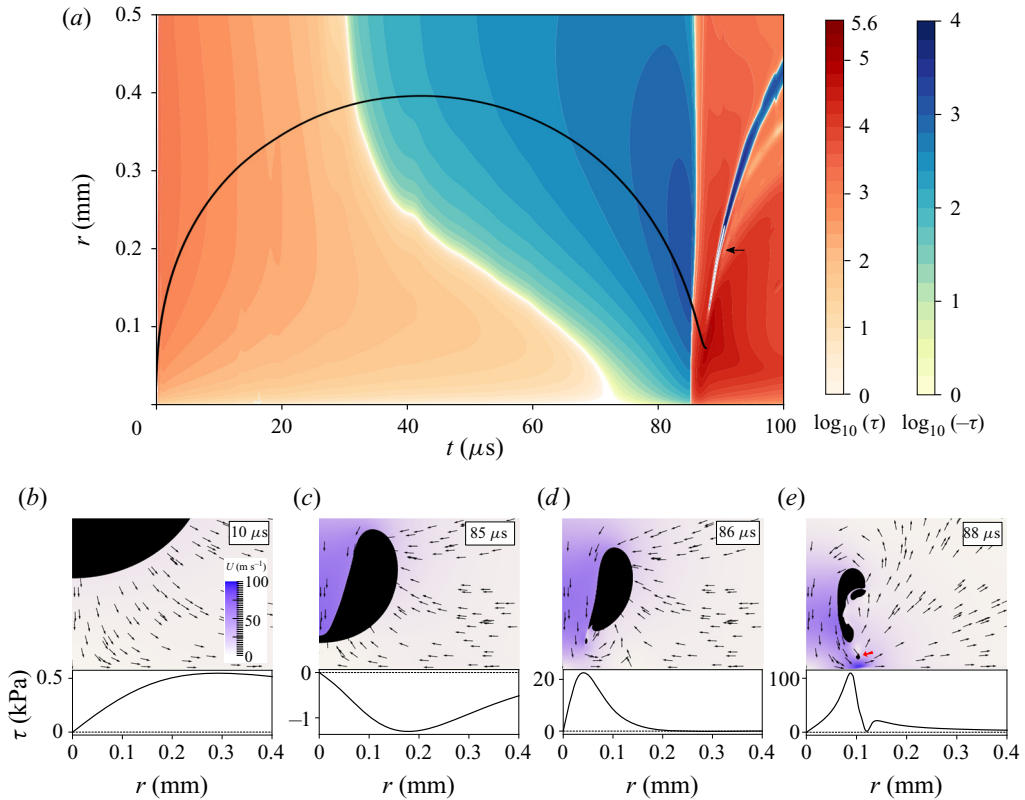 (a)
0.5
0.4
0.3
0.2
0.1
0
r (mm)
0 20 40 60 80 100
t (μs)
5.6
5
4
3
2
1
0
log10 (τ)
4
3
2
1
0
log10 (−τ)
(b)
10 μs
U (m s−1)
100
50
0
0.5
0
τ (kPa)
0 0.1 0.2 0.3 0.4
r (mm)
(c)
85 μs
0
−1
0 0.1 0.2 0.3 0.4
r (mm)
(d)
86 μs
20
0
0 0.1 0.2 0.3 0.4
r (mm)
(e)
88 μs
100
0
0 0.1 0.2 0.3 0.4
r (mm)